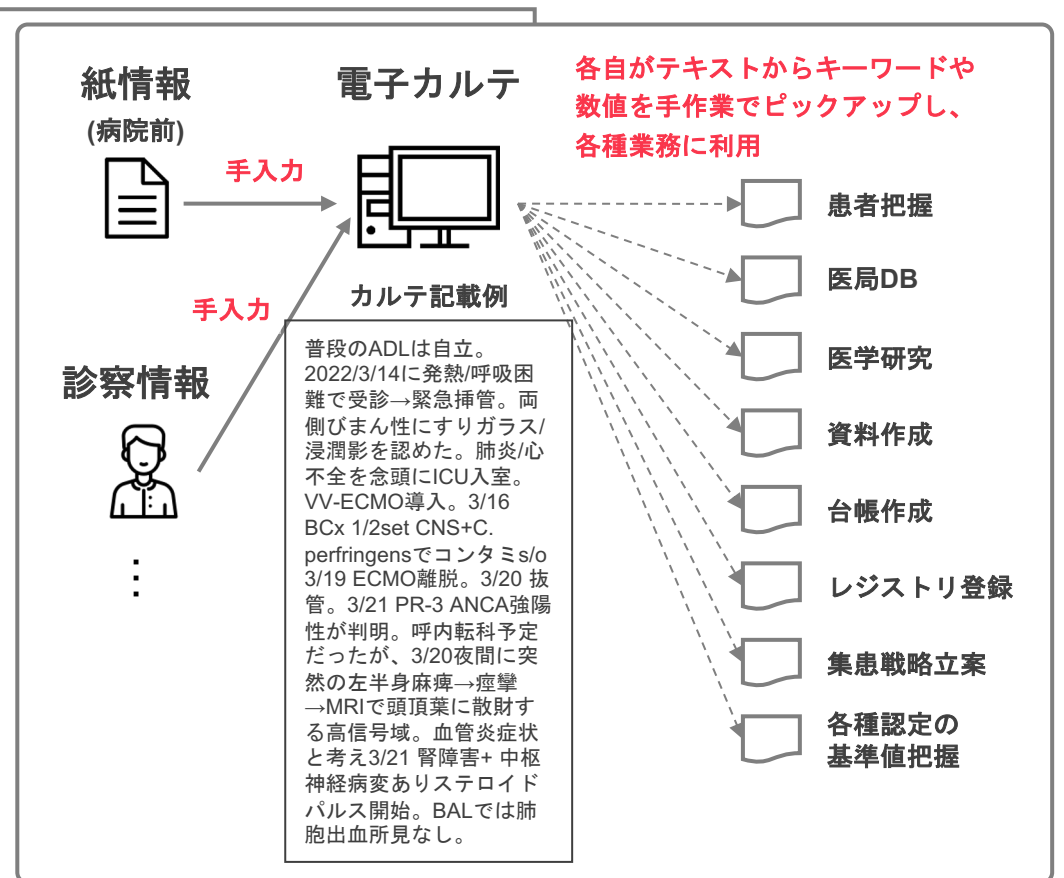 紙情報
(病院前)
手入力
電子カルテ
各自がテキストからキーワードや
数値を手作業でピックアップし、
各種業務に利用
手入力
診察情報
カルテ記載例
普段のADLは自立。
2022/3/14に発熱/呼吸困
難で受診→緊急挿管。両
側びまん性にすりガラス/
浸潤影を認めた。肺炎/心
不全を念頭にICU入室。
VV-ECMO導入。3/16
BCx 1/2set CNS+C.
perfringensでコンタミs/o
3/19 ECMO離脱。3/20 抜
管。3/21 PR-3 ANCA強陽
性が判明。呼内転科予定
だったが、3/20夜間に突
然の左半身麻痺→痙攣
→MRIで頭頂葉に散財す
る高信号域。血管炎症状
と考え3/21 腎障害+ 中枢
神経病変ありステロイド
パルス開始。BALでは肺
胞出血所見なし。
患者把握
医局DB
医学研究
資料作成
台帳作成
レジストリ登録
集患戦略立案
各種認定の
基準値把握